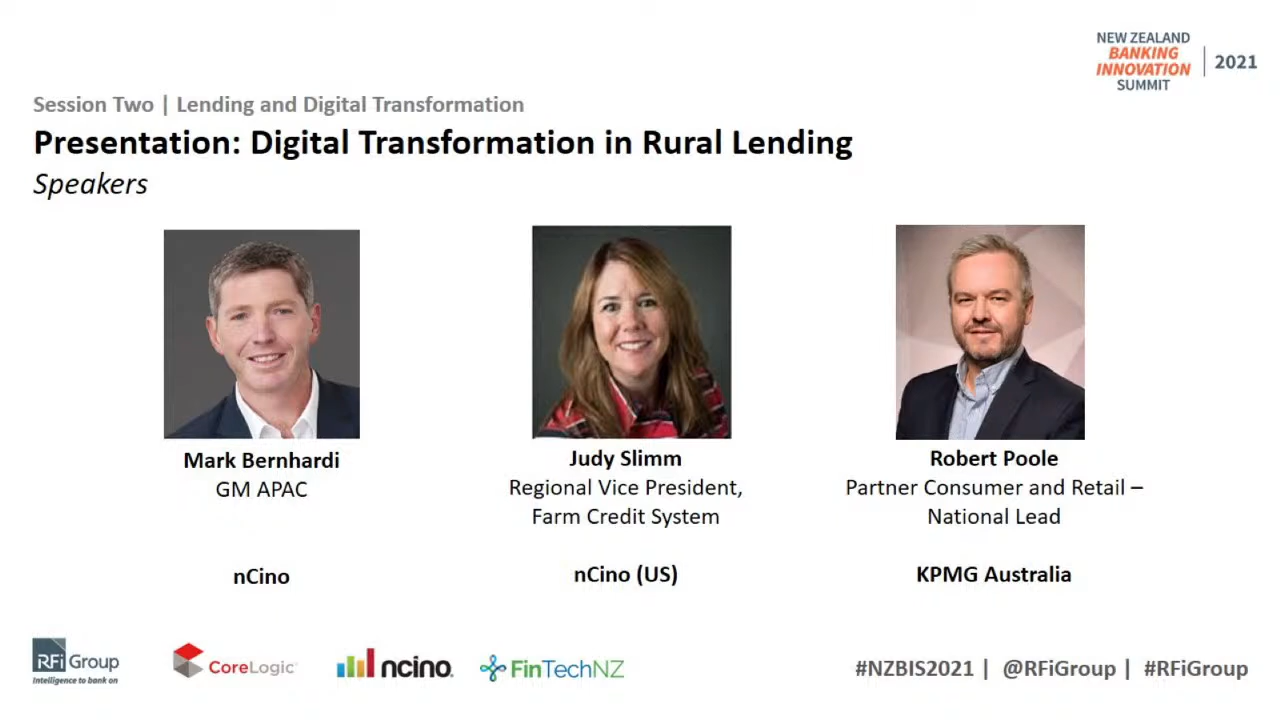 NEW ZEALAND
BANKING
INNOVATION
SUMMIT
2021
Session Two | Lending and Digital Transformation
Presentation: Digital Transformation in Rural Lending
Speakers
Mark Bernhardi
GM APAC
nCino
Judy Slimm
Regional Vice President,
Farm Credit System
nCino (US)
Robert Poole
Partner Consumer and Retail –
National Lead
KPMG Australia
RFi Group
Intelligence to bank on
CoreLogic
ncino.
FinTechNZ
#NZBIS2021 | @RFiGroup | #RFiGroup